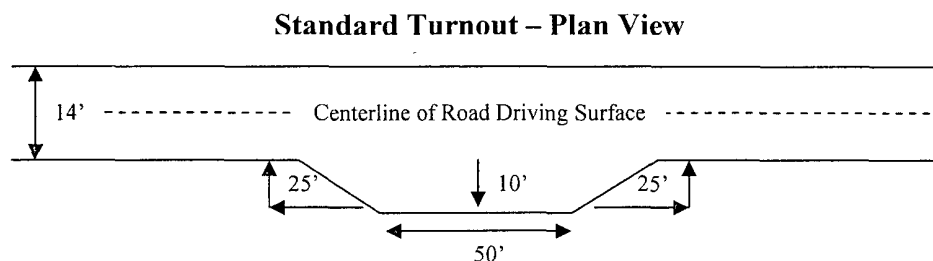 Standard Turnout – Plan View
14’
Centerline of Road Driving Surface
25’
10’
25’
50’